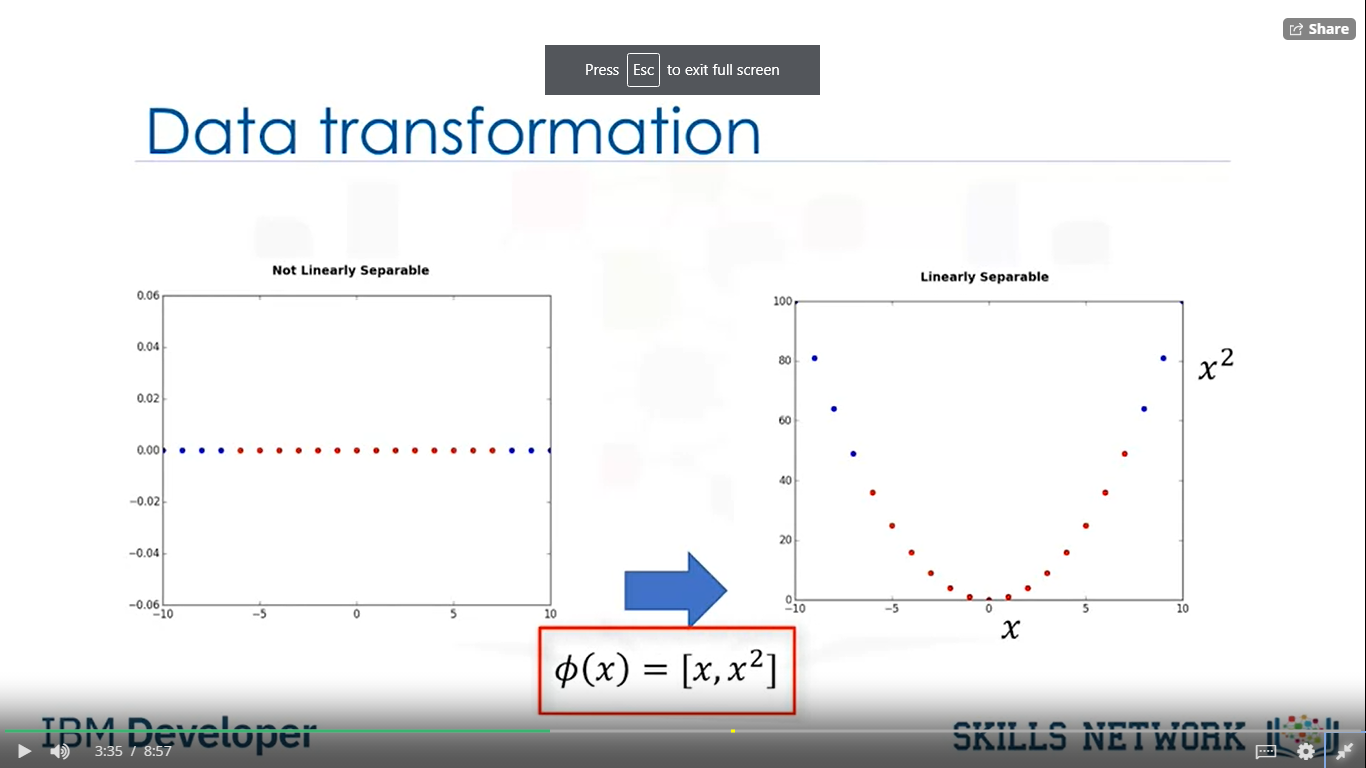 Share
Press Esc to exit full screen
Data transformation
Not Linearly Separable
0.06
0.04
0.02
0.00
−0.02
−0.04
−0.06
−10 −5 0 5 10
Linearly Separable
100
80
60
40
20
0
−10 −5 0 5 10
x²
x
ϕ(x) = [x, x²]
IBM Developer
SKILLS NETWORK
3:35 / 8:57